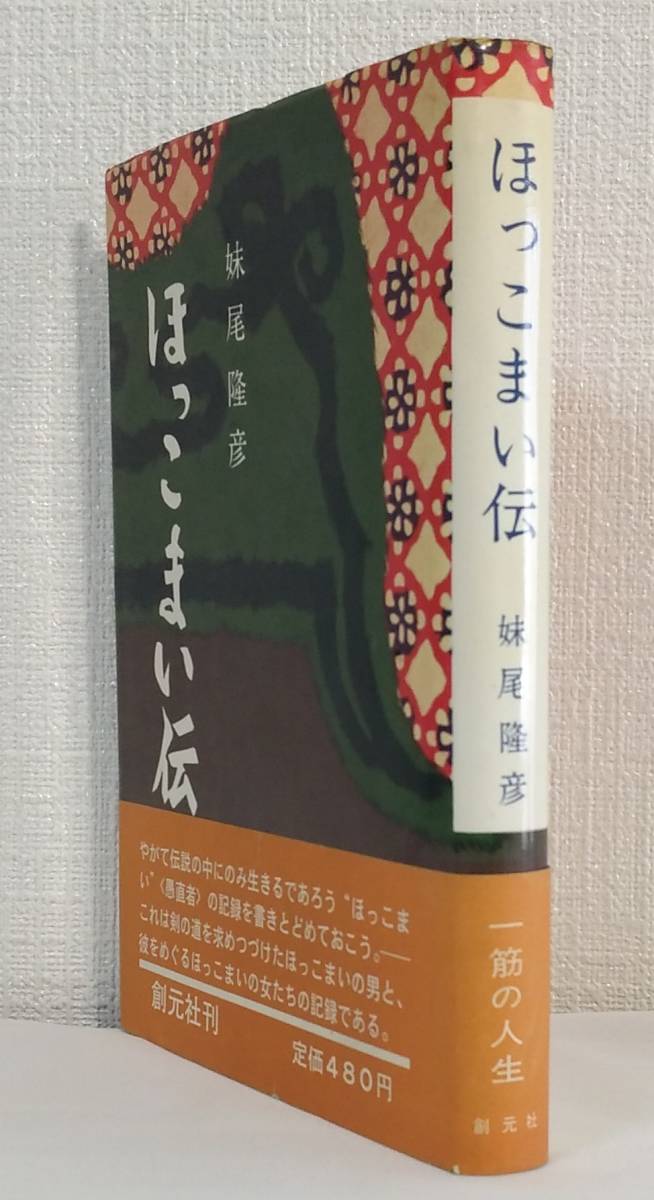 妹尾隆彦
ほっこまい伝
やがて伝説の中にのみ生きるであろう“ほっこま
い”〈愚直者〉の記録を書きとどめておこう。――
これは剣の道を求めつづけたほっこまいの男と、
彼をめぐるほっこまいの女たちの記録である。
創元社刊
定価480円
ほっこまい伝
妹尾隆彦
一筋の人生
創元社